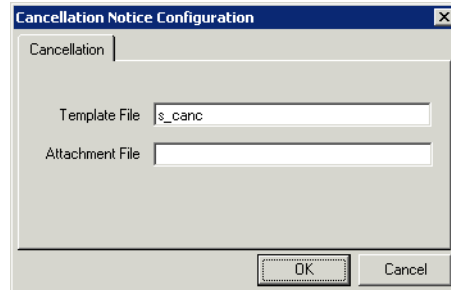 Cancellation Notice Configuration
Cancellation
Template File s_canc
Attachment File
OK Cancel